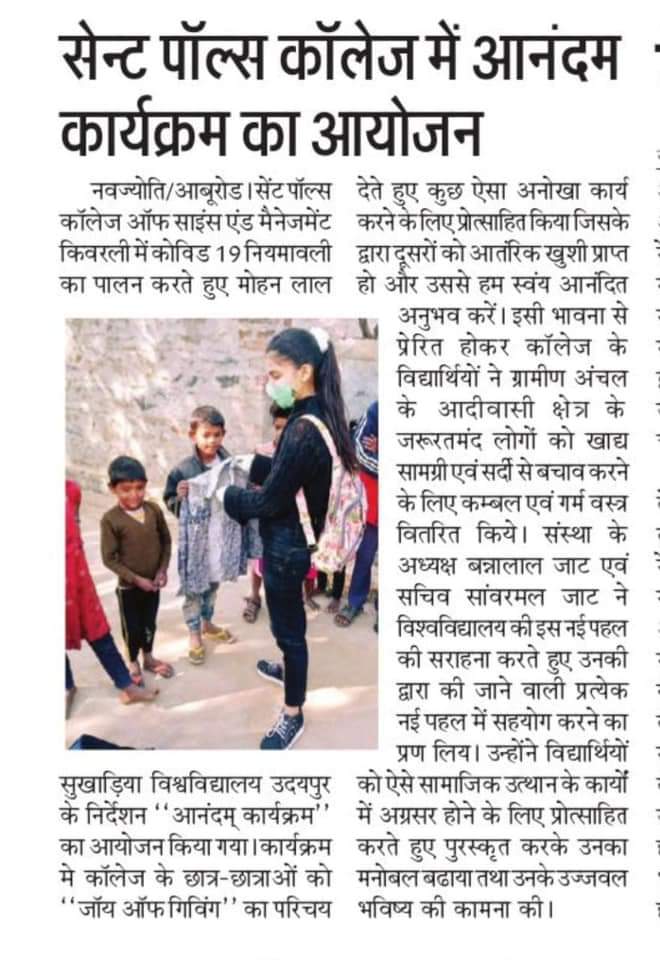 सेन्ट पॉल्स कॉलेज में आनंदम
कार्यक्रम का आयोजन
नवज्योति/आबूरोड।सेंट पॉल्स
कॉलेज ऑफ साइंस एंड मैनेजमेंट
किवरली में कोविड 19 नियमावली
का पालन करते हुए मोहन लाल
सुखाड़िया विश्वविद्यालय उदयपुर
के निर्देशन ‘‘आनंदम् कार्यक्रम’’
का आयोजन किया गया।कार्यक्रम
मे कॉलेज के छात्र-छात्राओं को
‘‘जॉय ऑफ गिविंग’’ का परिचय
देते हुए कुछ ऐसा अनोखा कार्य
करने के लिए प्रोत्साहित किया जिसके
द्वारा दूसरों को आतंरिक खुशी प्राप्त
हो और उससे हम स्वंय आनंदित
अनुभव करें। इसी भावना से
प्रेरित होकर कॉलेज के
विद्यार्थियों ने ग्रामीण अंचल
के आदीवासी क्षेत्र के
जरूरतमंद लोगों को खाद्य
सामग्री एवं सर्दी से बचाव करने
के लिए कम्बल एवं गर्म वस्त्र
वितरित किये। संस्था के
अध्यक्ष बन्नालाल जाट एवं
सचिव सांवरमल जाट ने
विश्वविद्यालय की इस नई पहल
की सराहना करते हुए उनकी
द्वारा की जाने वाली प्रत्येक
नई पहल में सहयोग करने का
प्रण लिय। उन्होंने विद्यार्थियों
को ऐसे सामाजिक उत्थान के कार्यों
में अग्रसर होने के लिए प्रोत्साहित
करते हुए पुरस्कृत करके उनका
मनोबल बढाया तथा उनके उज्जवल
भविष्य की कामना की।